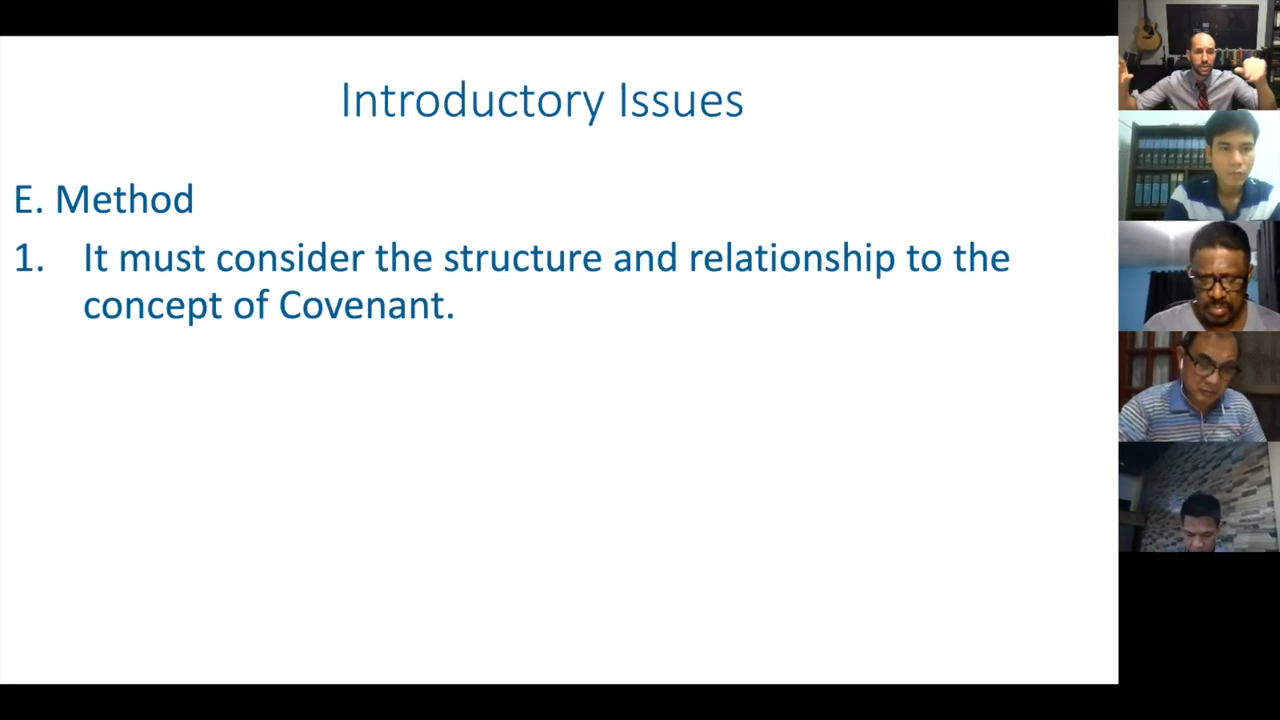 Introductory Issues
E. Method
1. It must consider the structure and relationship to the
concept of Covenant.